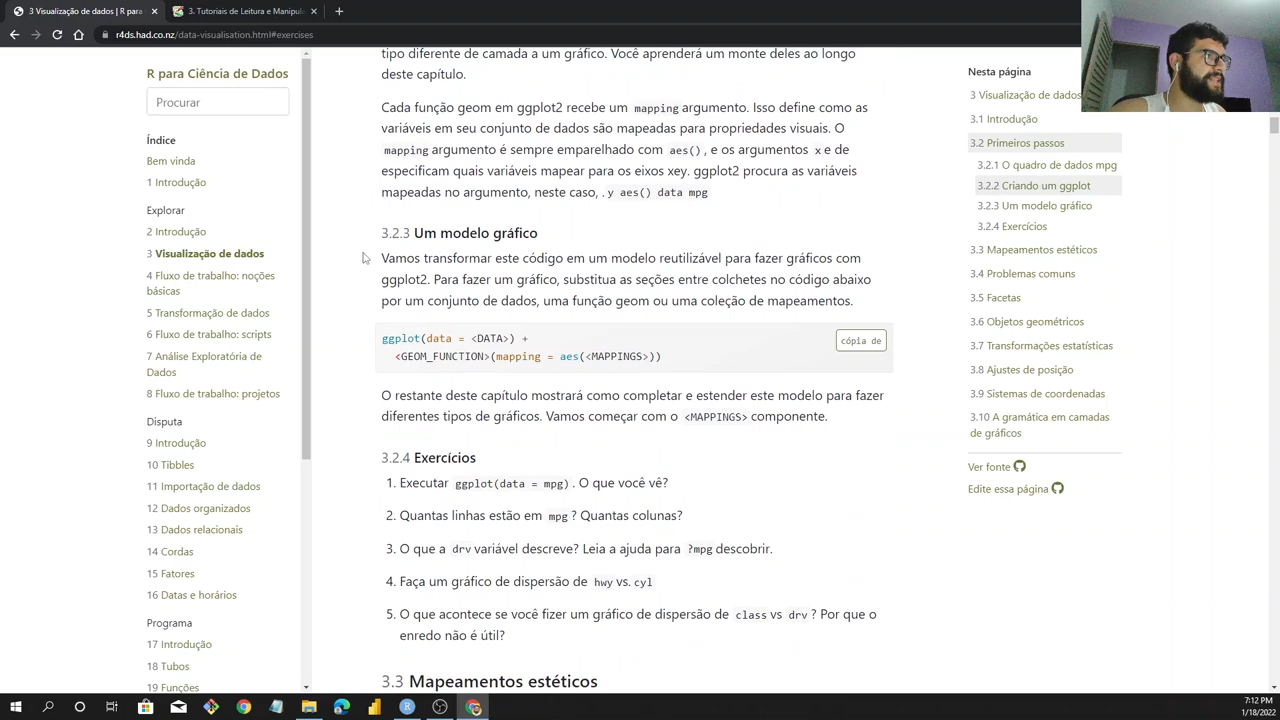 3 Visualização de dados | R para
3. Tutoriais de Leitura e Manipula
r4ds.had.co.nz/data-visualisation.html#exercises
R para Ciência de Dados
Procurar
Índice
Bem vinda
1 Introdução
Explorar
2 Introdução
3 Visualização de dados
4 Fluxo de trabalho: noções
básicas
5 Transformação de dados
6 Fluxo de trabalho: scripts
7 Análise Exploratória de
Dados
8 Fluxo de trabalho: projetos
Disputa
9 Introdução
10 Tibbles
11 Importação de dados
12 Dados organizados
13 Dados relacionais
14 Cordas
15 Fatores
16 Datas e horários
Programa
17 Introdução
18 Tubos
19 Funções
tipo diferente de camada a um gráfico. Você aprenderá um monte deles ao longo
deste capítulo.
Cada função geom em ggplot2 recebe um mapping argumento. Isso define como as
variáveis em seu conjunto de dados são mapeadas para propriedades visuais. O
mapping argumento é sempre emparelhado com aes(), e os argumentos x e de
especificam quais variáveis mapear para os eixos xey. ggplot2 procura as variáveis
mapeadas no argumento, neste caso, . y aes() data mpg
3.2.3 Um modelo gráfico
Vamos transformar este código em um modelo reutilizável para fazer gráficos com
ggplot2. Para fazer um gráfico, substitua as seções entre colchetes no código abaixo
por um conjunto de dados, uma função geom ou uma coleção de mapeamentos.
ggplot(data = <DATA>) +
<GEOM_FUNCTION>(mapping = aes(<MAPPINGS>))
cópia de
O restante deste capítulo mostrará como completar e estender este modelo para fazer
diferentes tipos de gráficos. Vamos começar com o <MAPPINGS> componente.
3.2.4 Exercícios
1. Executar ggplot(data = mpg). O que você vê?
2. Quantas linhas estão em mpg ? Quantas colunas?
3. O que a drv variável descreve? Leia a ajuda para ?mpg descobrir.
4. Faça um gráfico de dispersão de hwy vs. cyl
5. O que acontece se você fizer um gráfico de dispersão de class vs drv ? Por que o
enredo não é útil?
3.3 Mapeamentos estéticos
Nesta página
3 Visualização de dados
3.1 Introdução
3.2 Primeiros passos
3.2.1 O quadro de dados mpg
3.2.2 Criando um ggplot
3.2.3 Um modelo gráfico
3.2.4 Exercícios
3.3 Mapeamentos estéticos
3.4 Problemas comuns
3.5 Facetas
3.6 Objetos geométricos
3.7 Transformações estatísticas
3.8 Ajustes de posição
3.9 Sistemas de coordenadas
3.10 A gramática em camadas
de gráficos
Ver fonte
Edite essa página
7:12 PM
1/18/2022